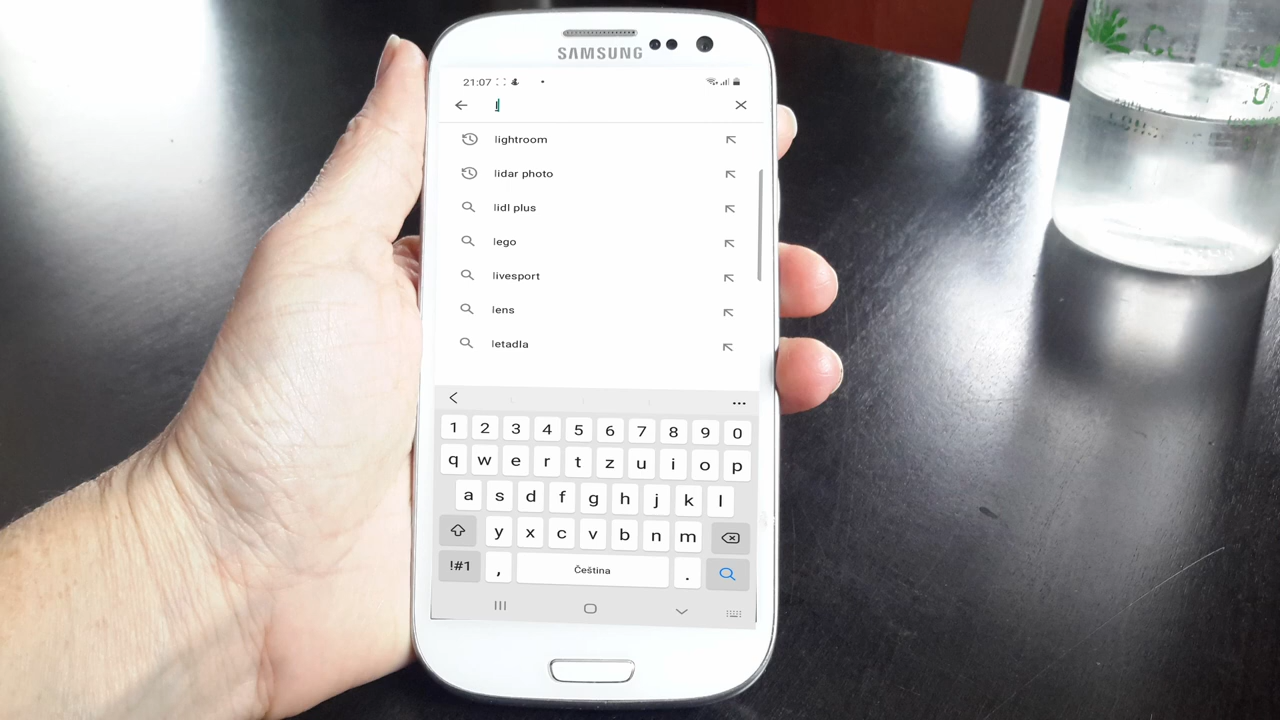 SAMSUNG
21:07
l
lightroom
lidar photo
lidl plus
lego
livesport
lens
letadla
1 2 3 4 5 6 7 8 9 0
q w e r t z u i o p
a s d f g h j k l
y x c v b n m
!#1 , Čeština .